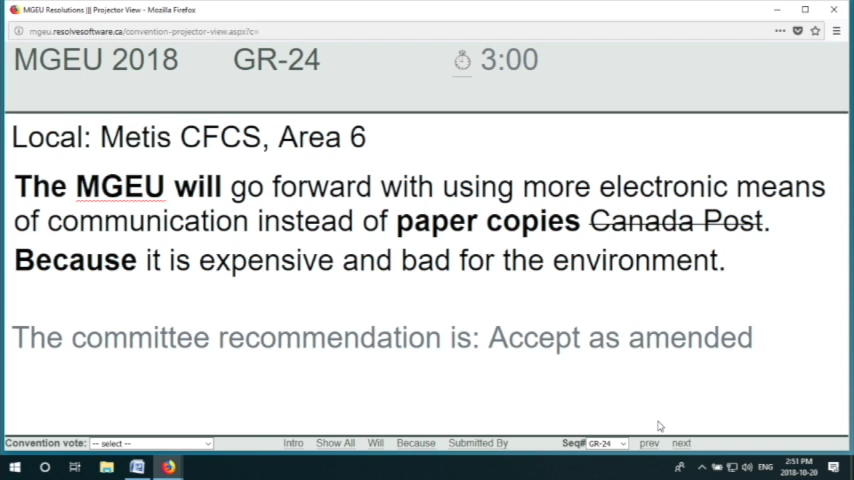 MGEU Resolutions ||| Projector View - Mozilla Firefox
mgeu.resolvesoftware.ca/convention-projector-view.aspx?c=
MGEU 2018 GR-24 3:00
Local: Metis CFCS, Area 6
The MGEU will go forward with using more electronic means
of communication instead of paper copies Canada Post.
Because it is expensive and bad for the environment.
The committee recommendation is: Accept as amended
Convention vote: -- select -- Intro Show All Will Because Submitted By Seq# GR-24 prev next
ENG 2:51 PM
2018-10-20